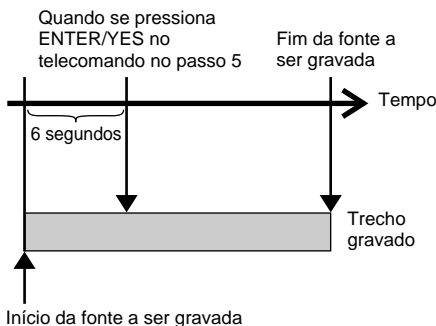 Quando se pressiona
ENTER/YES no
telecomando no passo 5
Fim da fonte a
ser gravada
Tempo
6 segundos
Trecho
gravado
Início da fonte a ser gravada